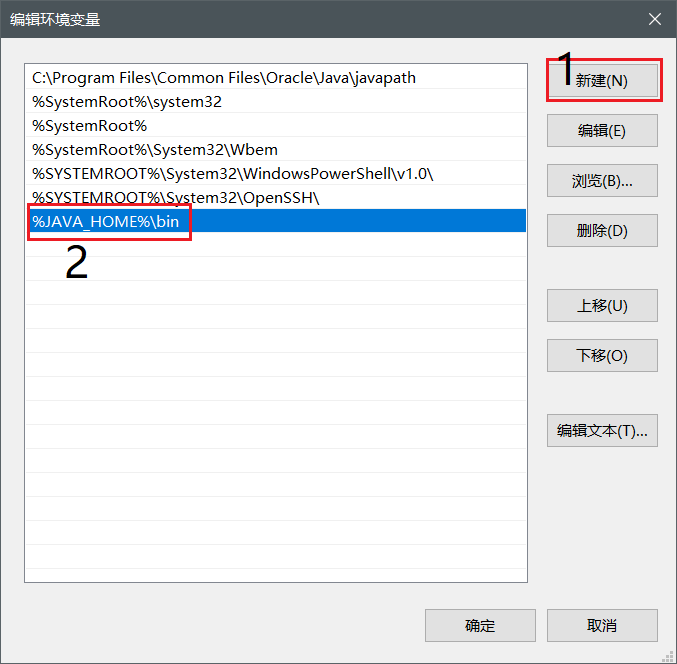 编辑环境变量
C:\Program Files\Common Files\Oracle\Java\javapath
%SystemRoot%\system32
%SystemRoot%
%SystemRoot%\System32\Wbem
%SYSTEMROOT%\System32\WindowsPowerShell\v1.0\
%SYSTEMROOT%\System32\OpenSSH\
%JAVA_HOME%\bin
2
1
新建(N)
编辑(E)
浏览(B)...
删除(D)
上移(U)
下移(O)
编辑文本(T)...
确定
取消